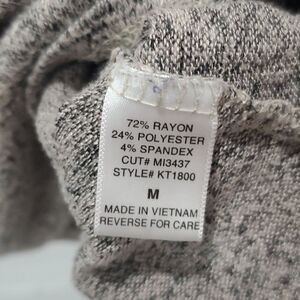 72% RAYON
24% POLYESTER
4% SPANDEX
CUT# MI3437
STYLE# KT1800
M
MADE IN VIETNAM
REVERSE FOR CARE